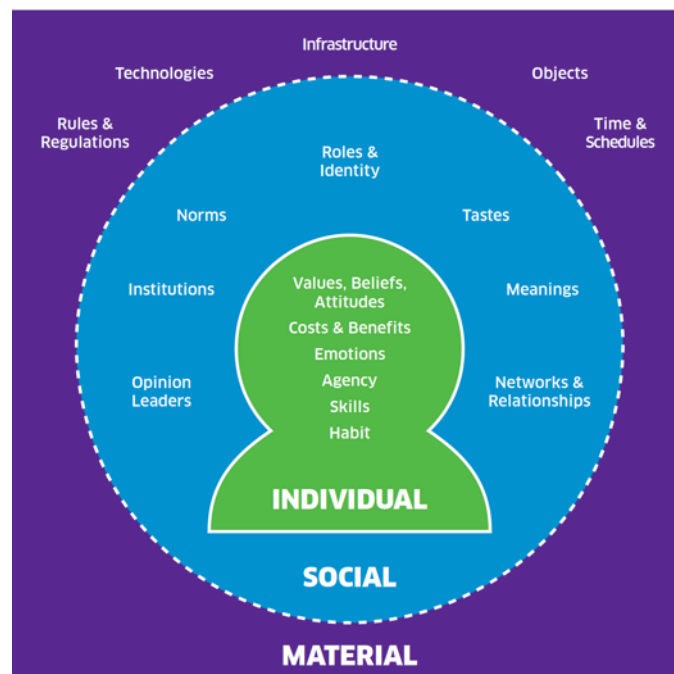 Infrastructure
Technologies
Objects
Rules &
Regulations
Time &
Schedules
Roles &
Identity
Norms
Tastes
Institutions
Meanings
Opinion
Leaders
Networks &
Relationships
Values, Beliefs,
Attitudes
Costs & Benefits
Emotions
Agency
Skills
Habit
INDIVIDUAL
SOCIAL
MATERIAL